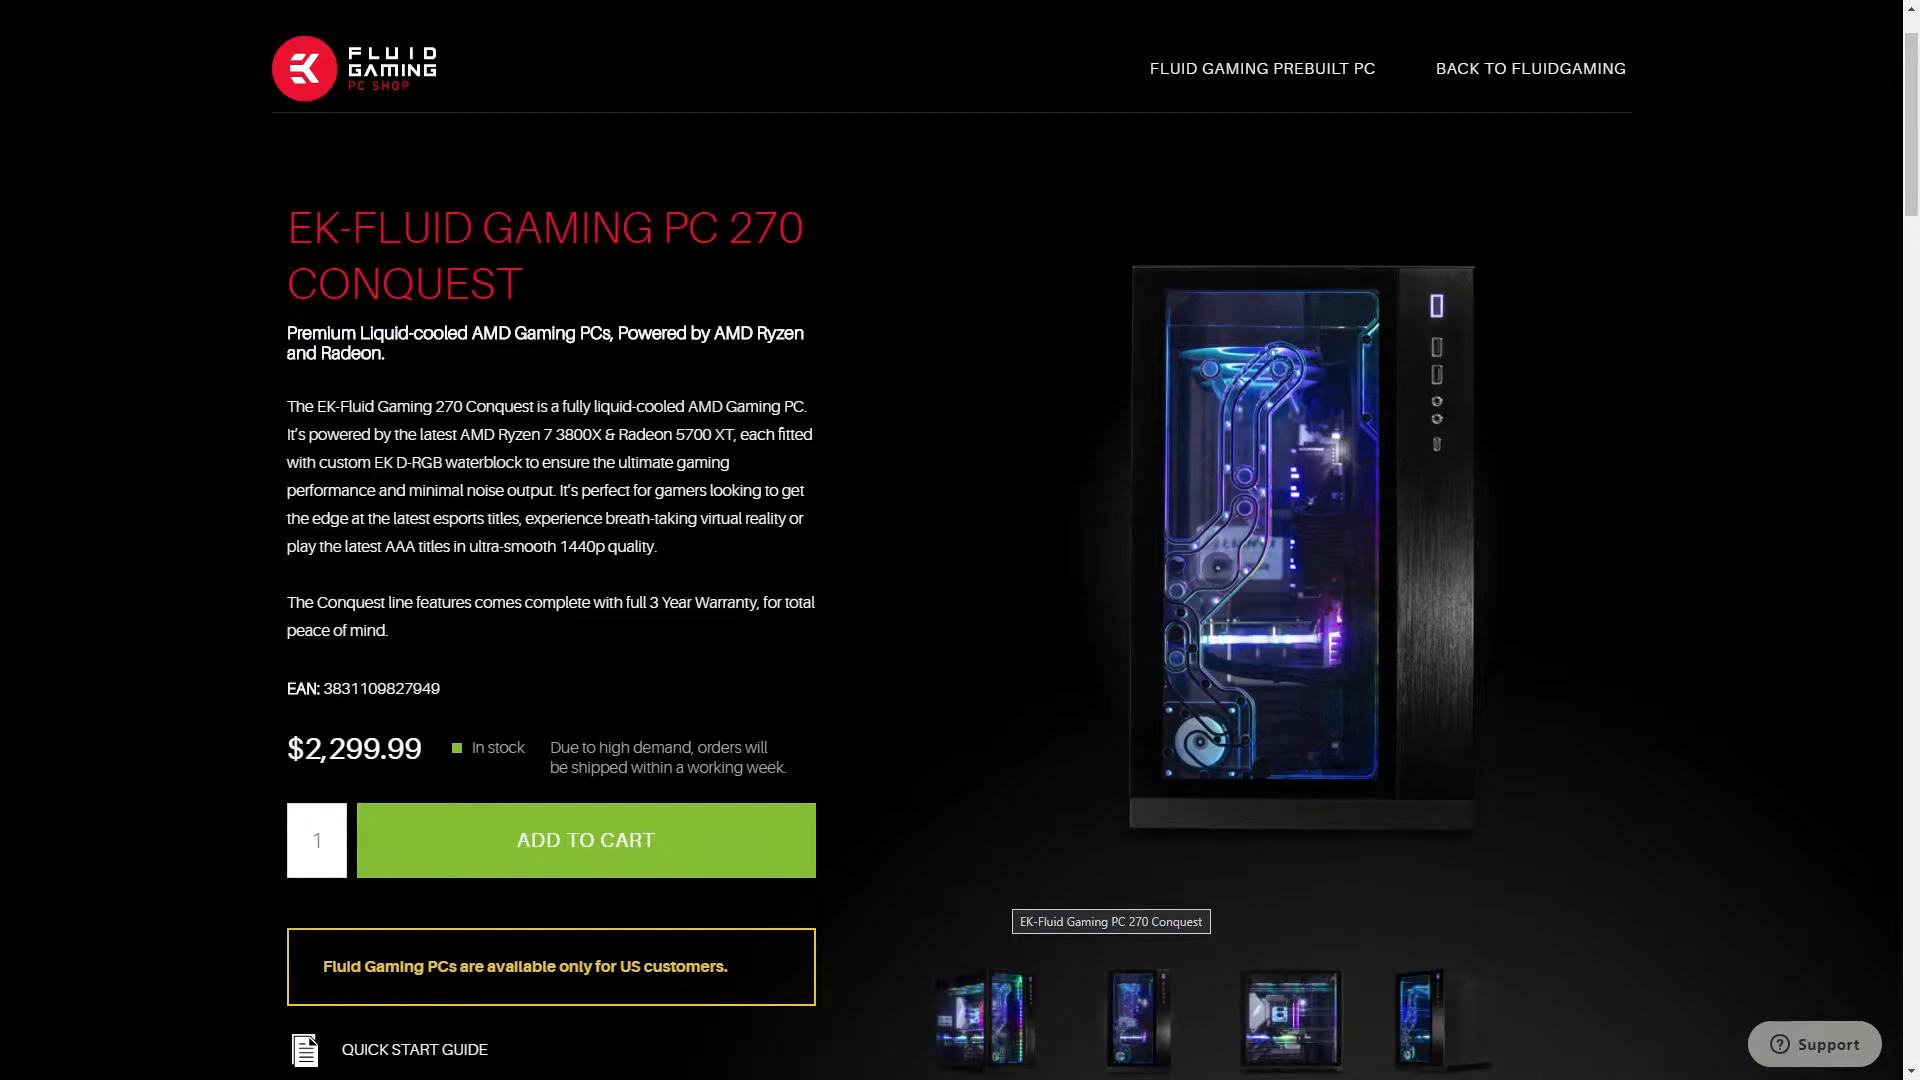 FLUID
GAMING
PC SHOP
FLUID GAMING PREBUILT PC
BACK TO FLUIDGAMING
EK-FLUID GAMING PC 270
CONQUEST
Premium Liquid-cooled AMD Gaming PCs, Powered by AMD Ryzen
and Radeon.
The EK-Fluid Gaming 270 Conquest is a fully liquid-cooled AMD Gaming PC.
It's powered by the latest AMD Ryzen 7 3800X & Radeon 5700 XT, each fitted
with custom EK D-RGB waterblock to ensure the ultimate gaming
performance and minimal noise output. It's perfect for gamers looking to get
the edge at the latest esports titles, experience breath-taking virtual reality or
play the latest AAA titles in ultra-smooth 1440p quality.
The Conquest line features comes complete with full 3 Year Warranty, for total
peace of mind.
EAN: 3831109827949
$2,299.99
In stock
Due to high demand, orders will
be shipped within a working week.
1
ADD TO CART
EK-Fluid Gaming PC 270 Conquest
Fluid Gaming PCs are available only for US customers.
QUICK START GUIDE
Support